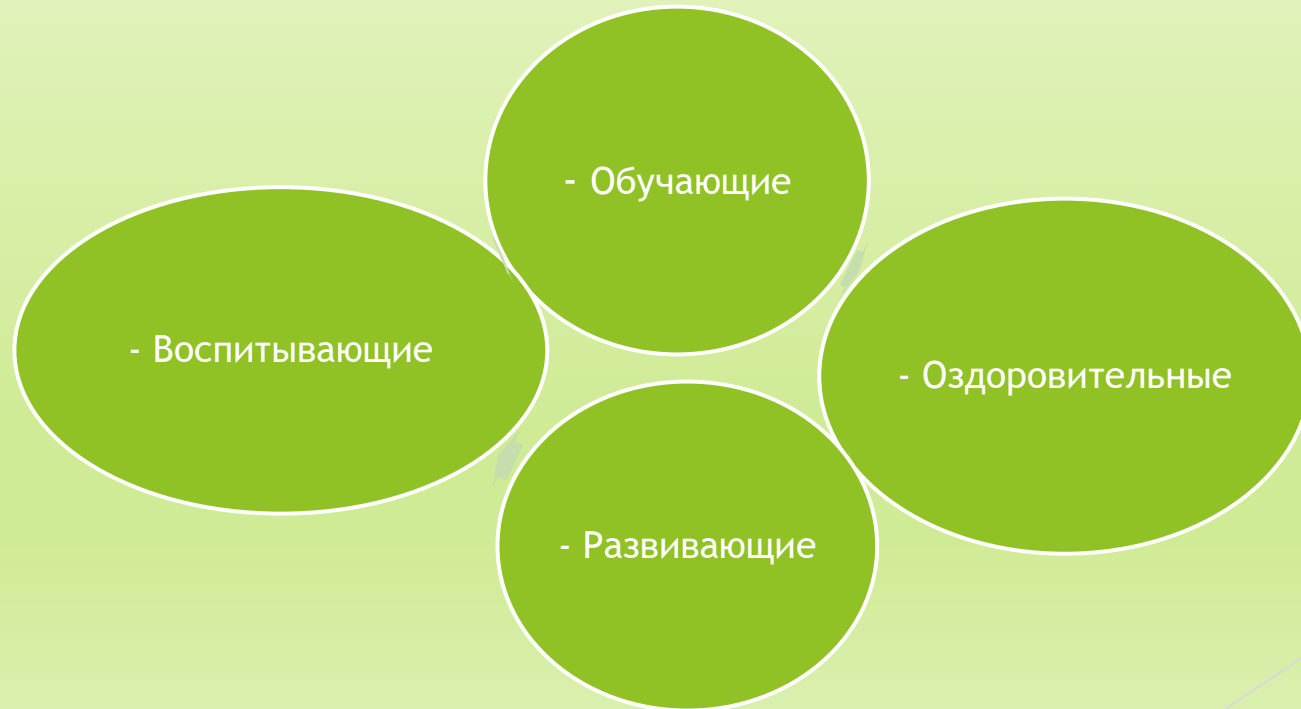 - Обучающие
- Воспитывающие
- Оздоровительные
- Развивающие